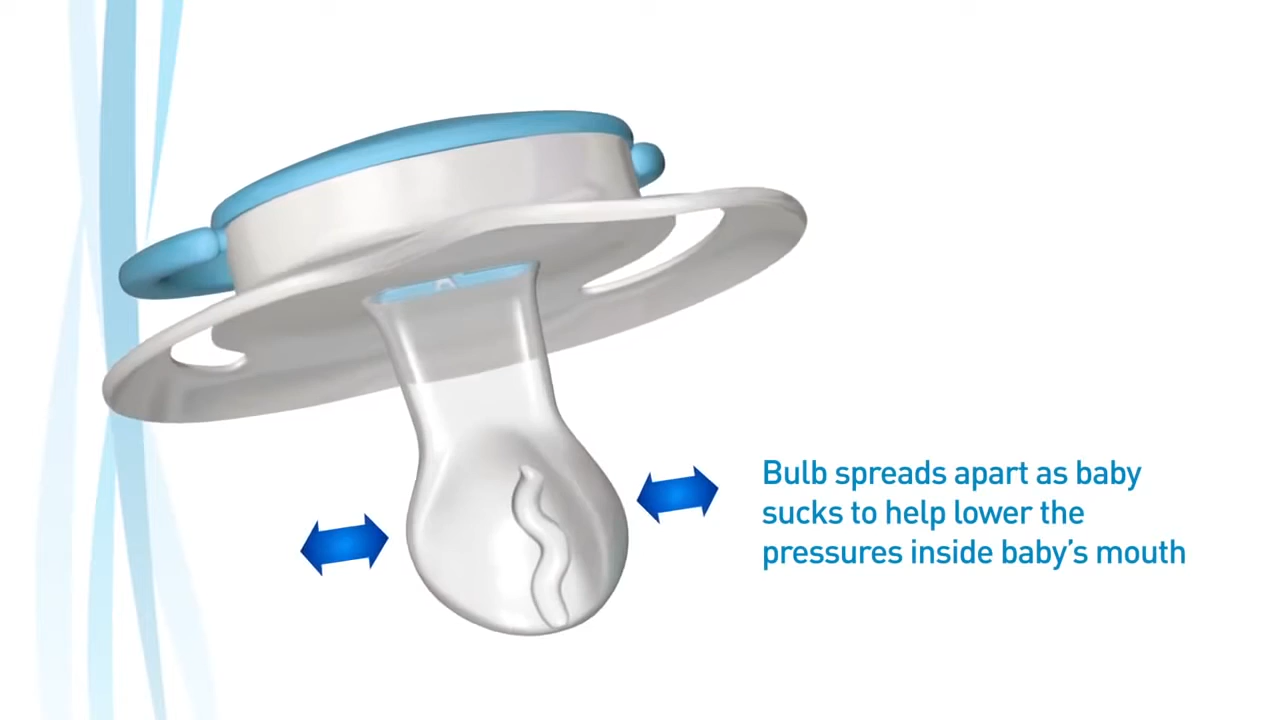 Bulb spreads apart as baby
sucks to help lower the
pressures inside baby's mouth